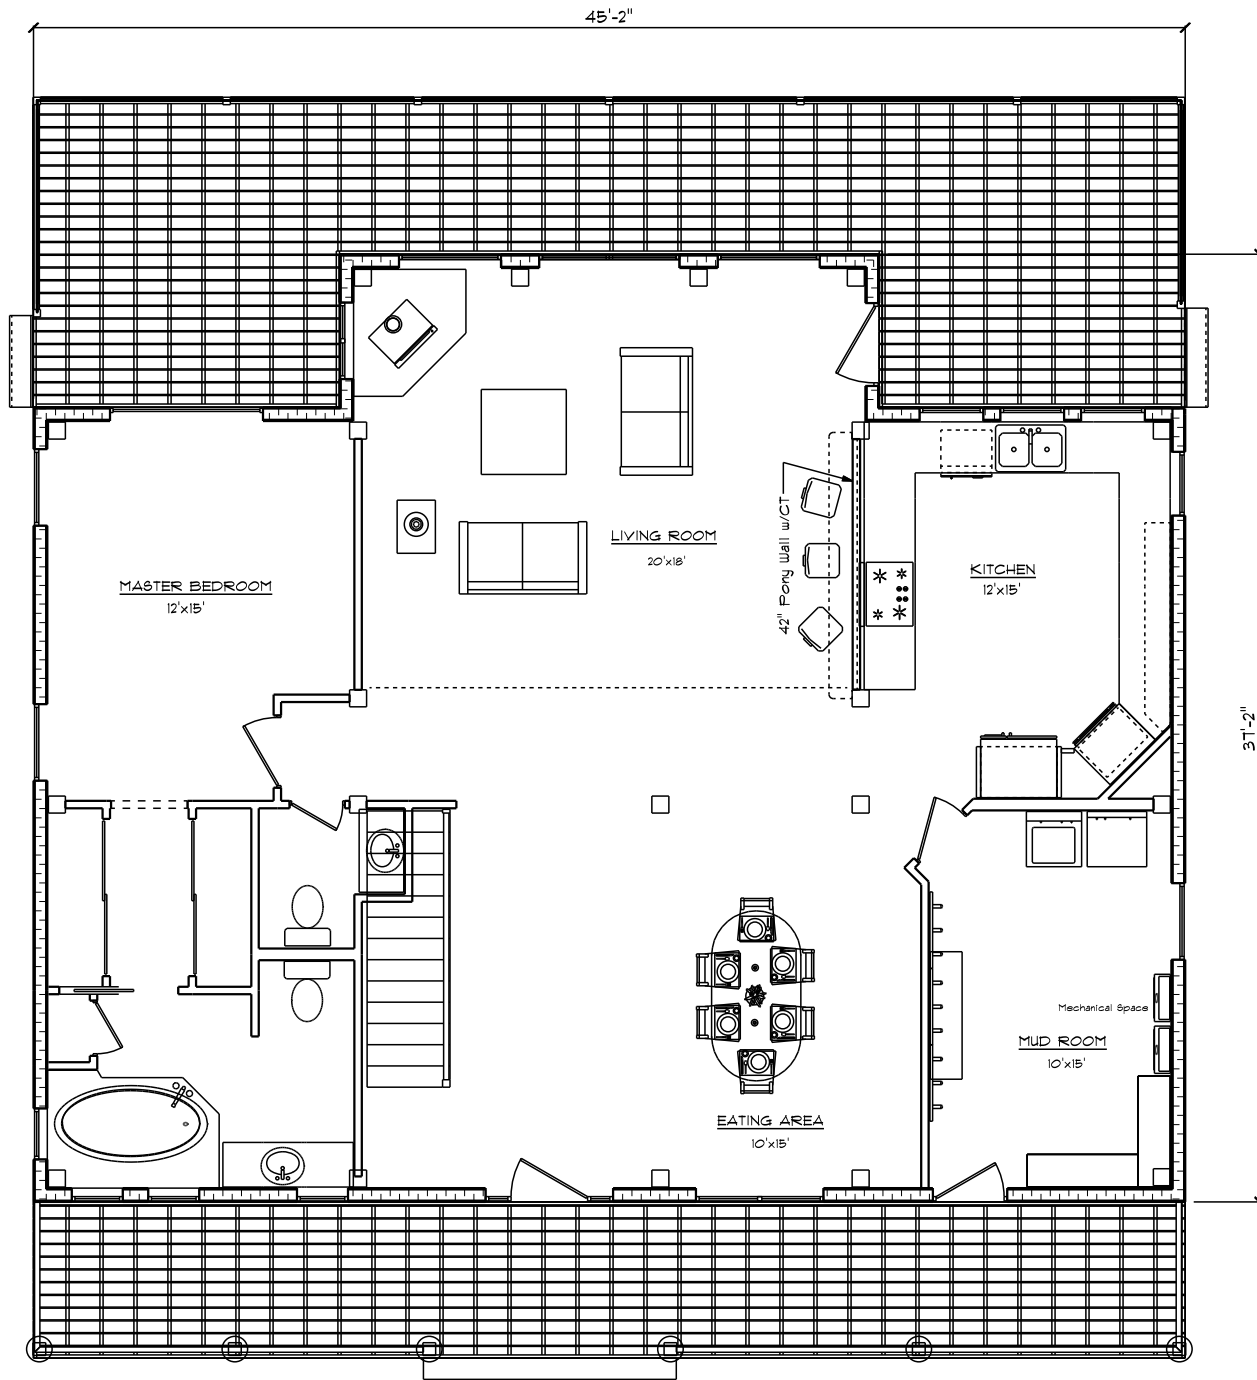 45'-2"
LIVING ROOM
20'x18'
42" Pony Wall w/CT
KITCHEN
12'x15'
MASTER BEDROOM
12'x15'
37'-2"
Mechanical Space
MUD ROOM
10'x15'
EATING AREA
10'x15'